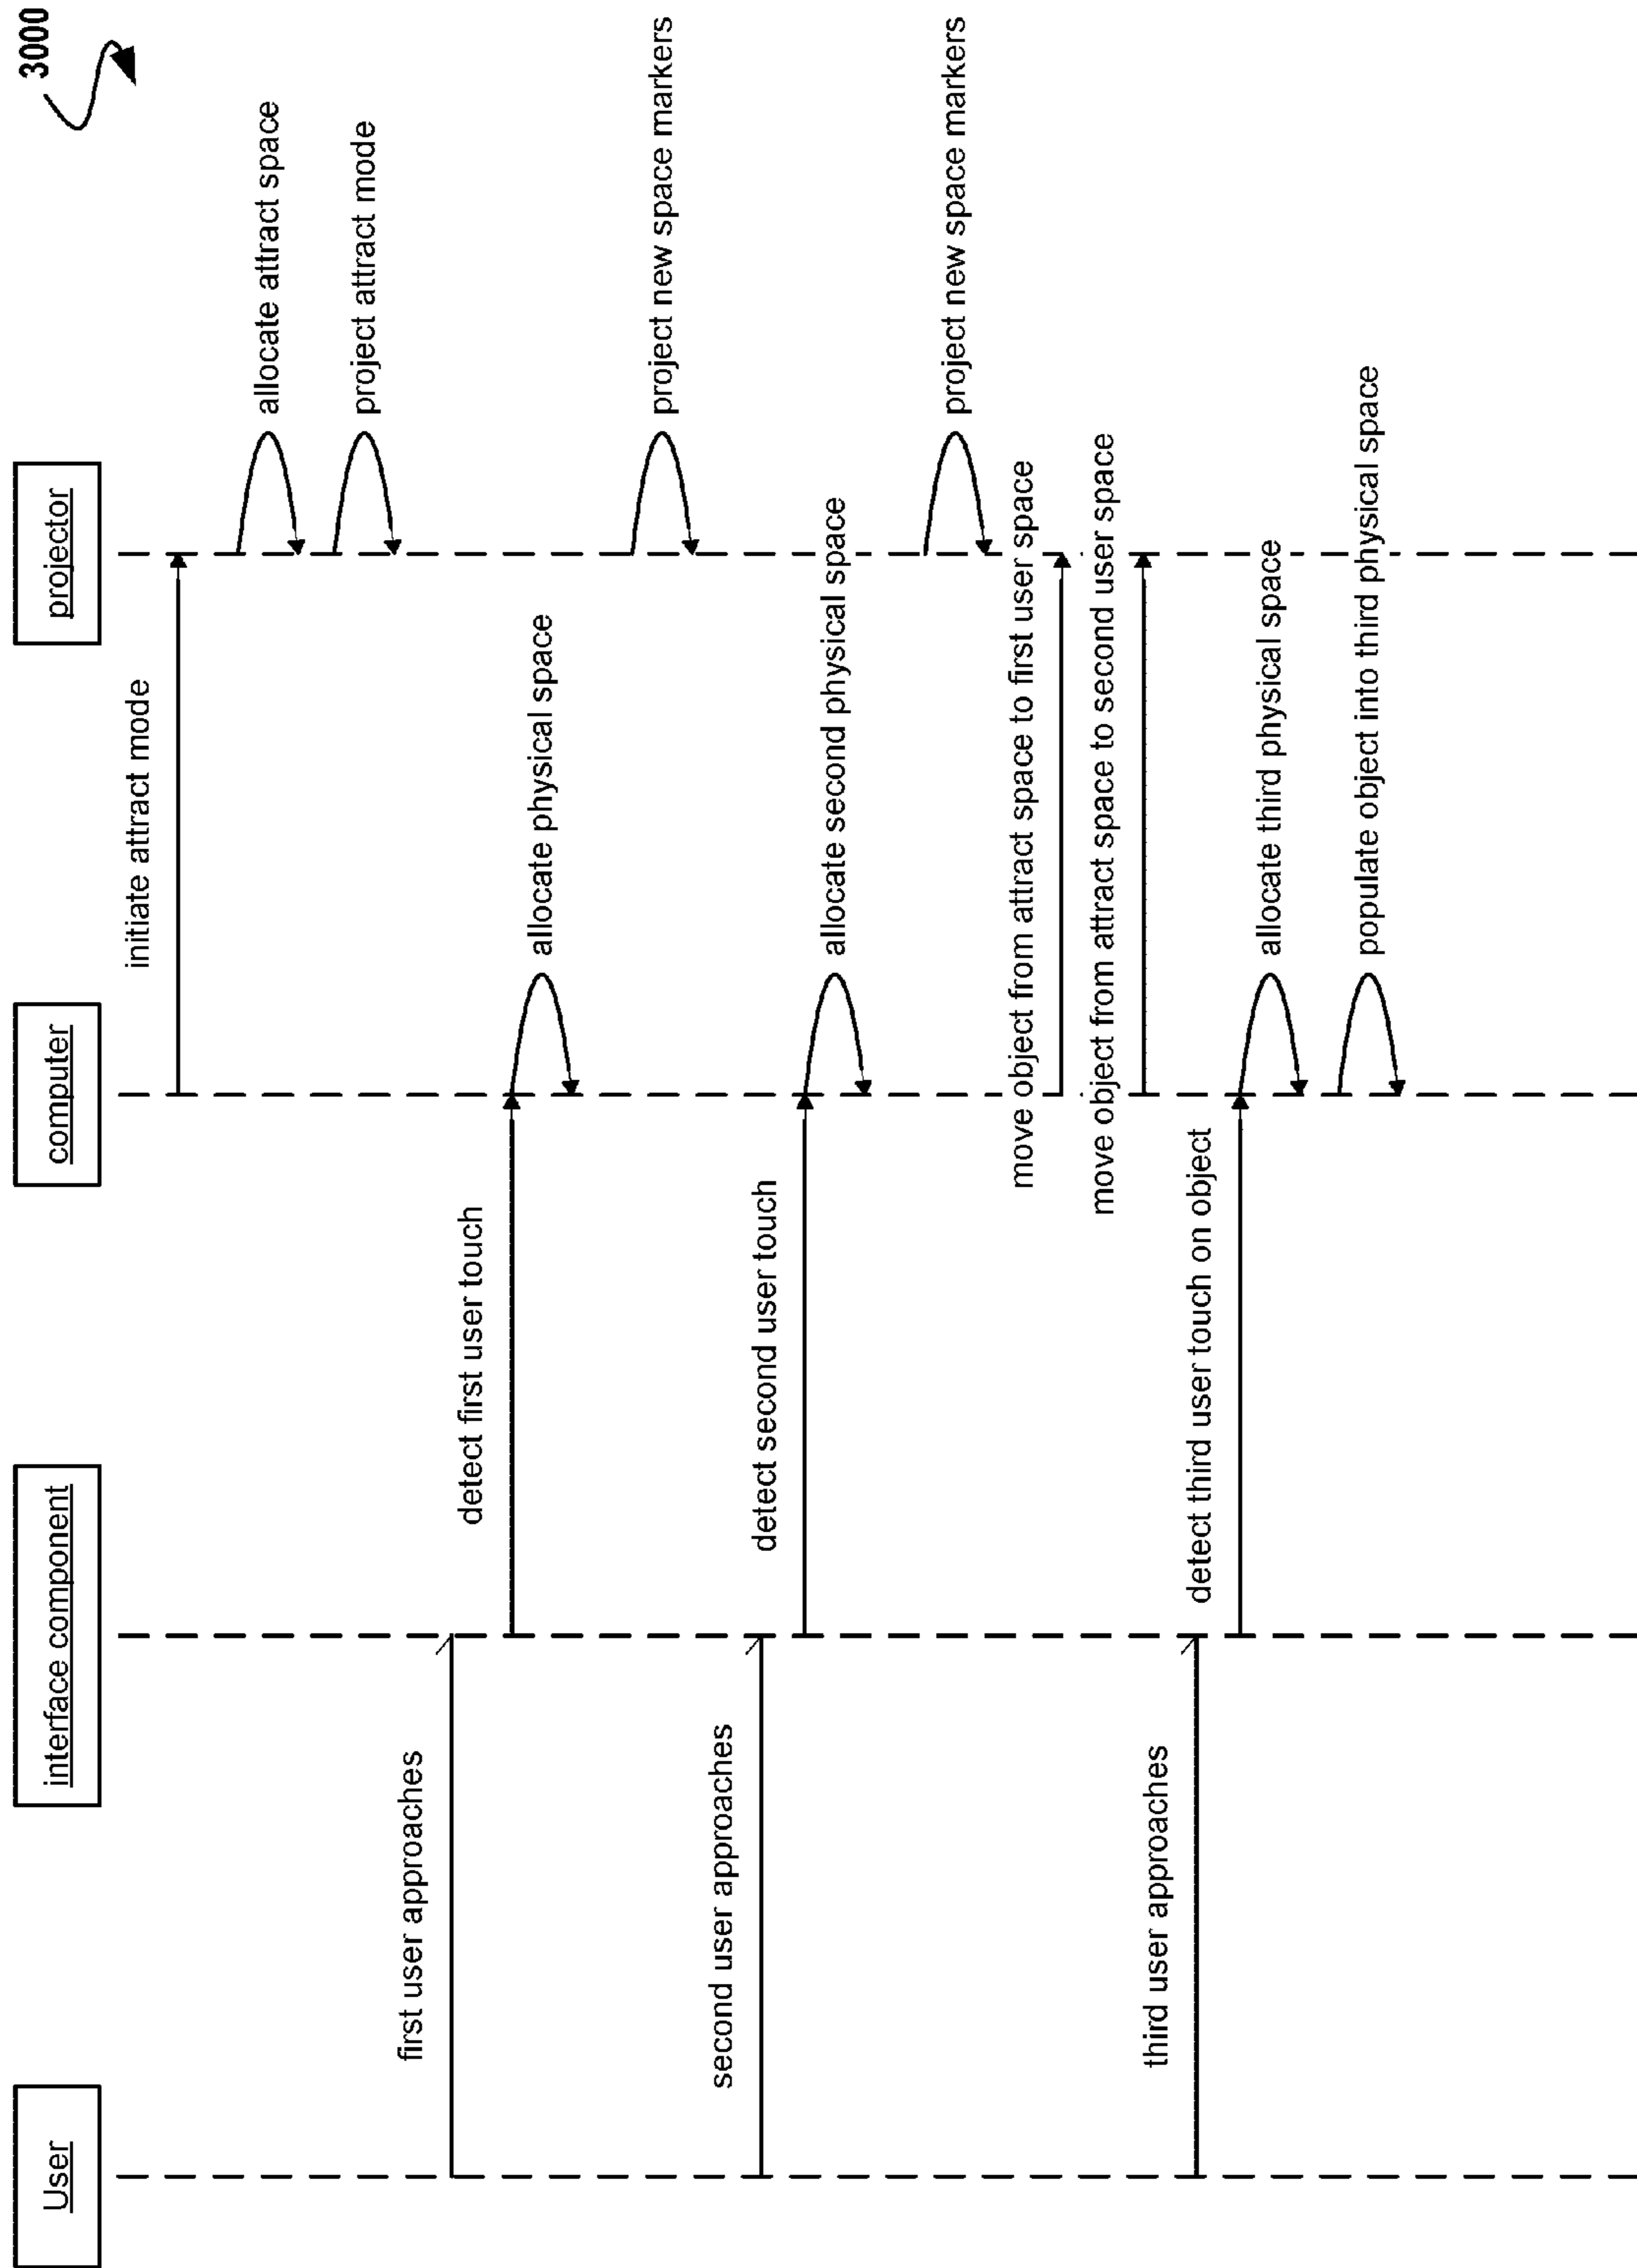 3000
User
interface component
computer
projector
initiate attract mode
allocate attract space
project attract mode
first user approaches
detect first user touch
allocate physical space
project new space markers
second user approaches
detect second user touch
allocate second physical space
project new space markers
move object from attract space to first user space
move object from attract space to second user space
third user approaches
detect third user touch on object
allocate third physical space
populate object into third physical space